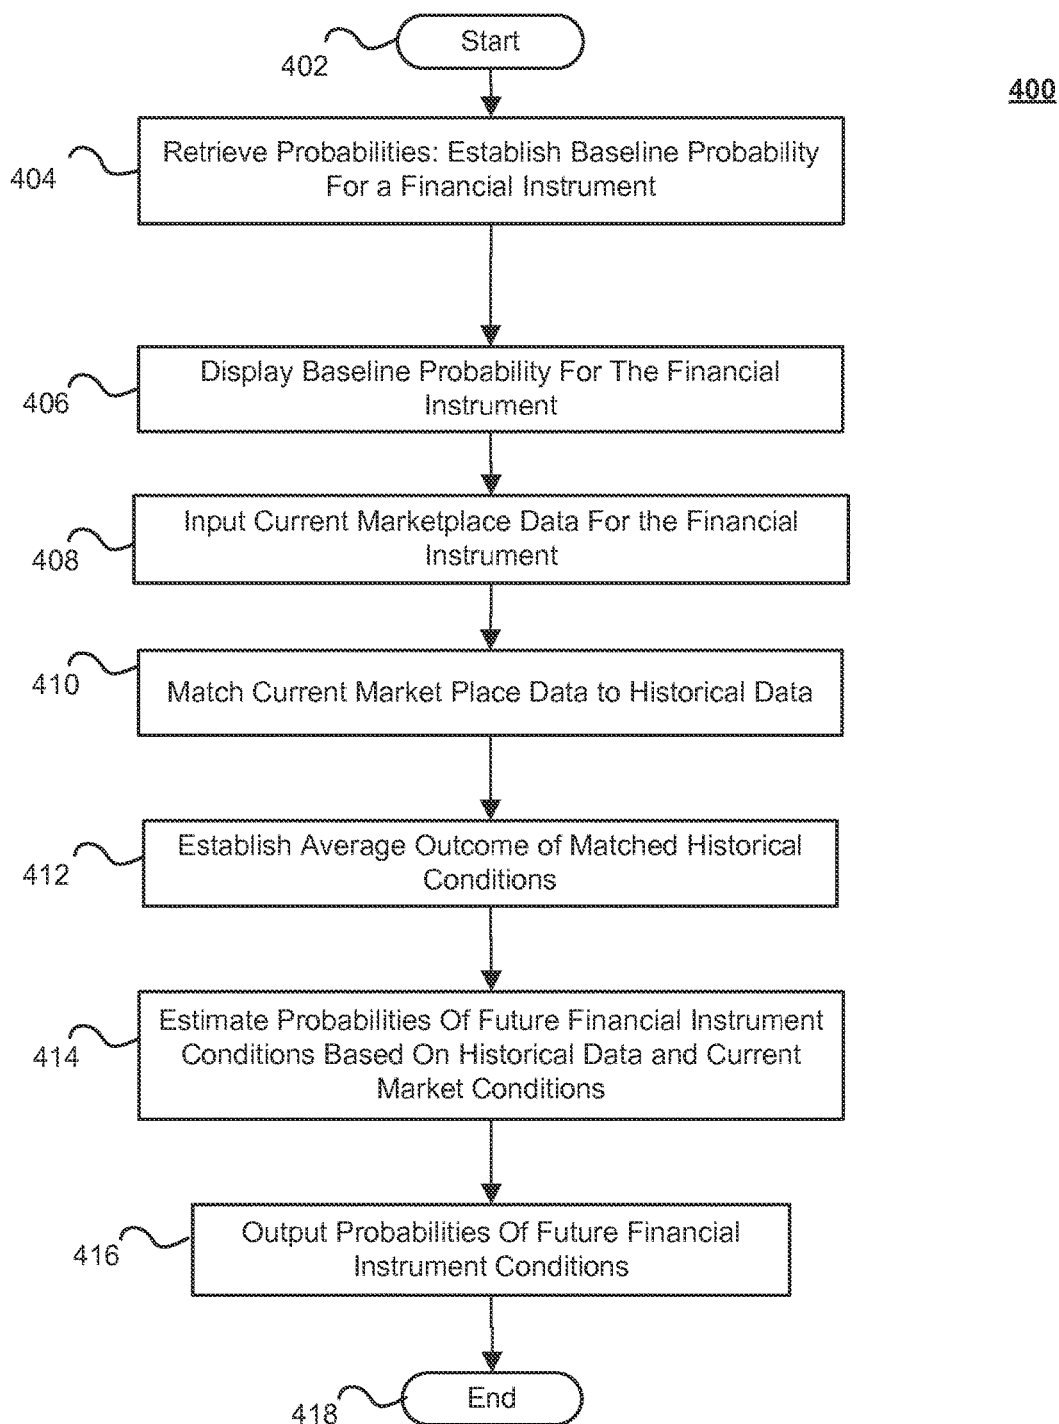 Start
402
400
Retrieve Probabilities: Establish Baseline Probability
For a Financial Instrument
404
Display Baseline Probability For The Financial
Instrument
406
Input Current Marketplace Data For the Financial
Instrument
408
Match Current Market Place Data to Historical Data
410
Establish Average Outcome of Matched Historical
Conditions
412
Estimate Probabilities Of Future Financial Instrument
Conditions Based On Historical Data and Current
Market Conditions
414
Output Probabilities Of Future Financial
Instrument Conditions
416
End
418